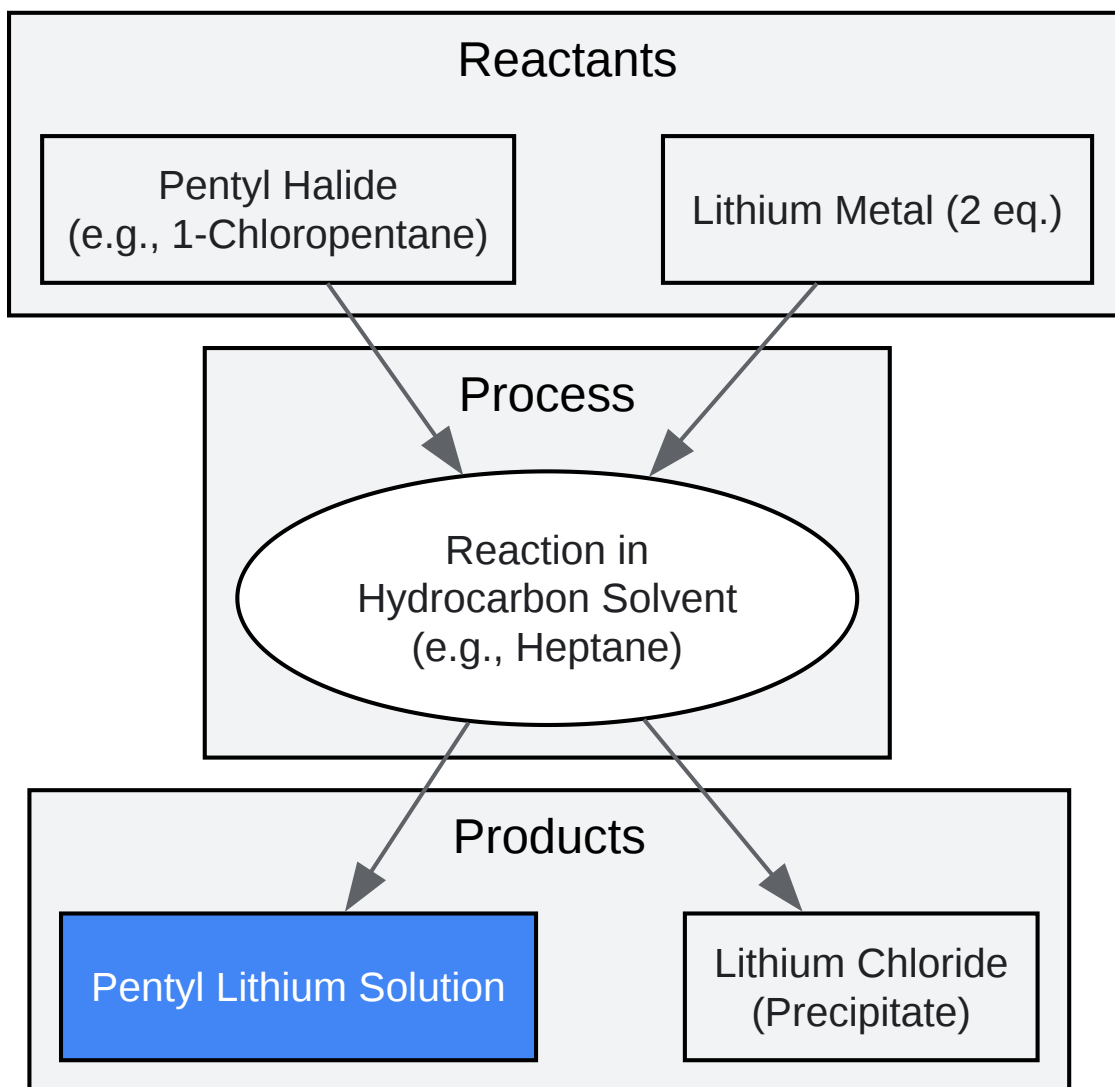 Reactants
Pentyl Halide
(e.g., 1-Chloropentane)
Lithium Metal (2 eq.)
Process
Reaction in
Hydrocarbon Solvent
(e.g., Heptane)
Products
Pentyl Lithium Solution
Lithium Chloride
(Precipitate)